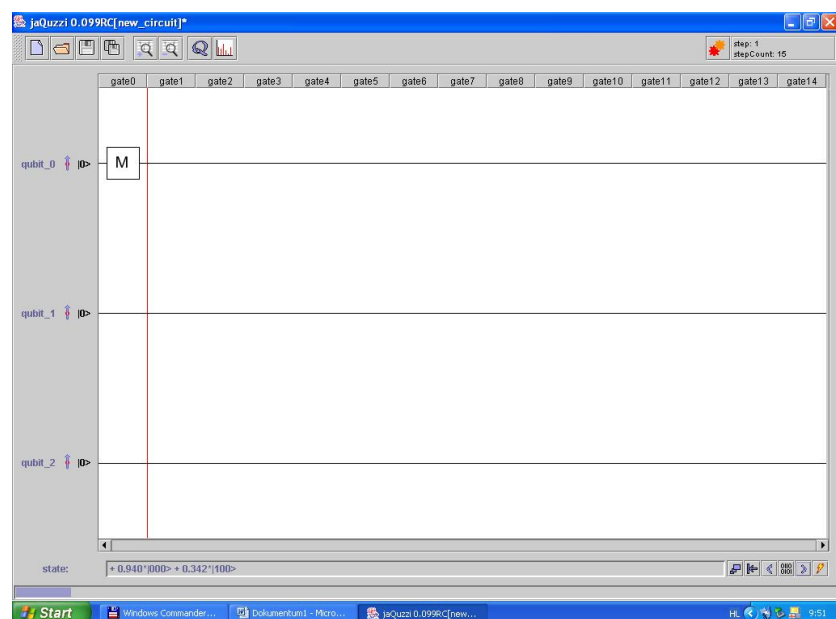 jaQuzzi 0.099RC[new_circuit]*
step: 1
stepCount: 15
gate0 gate1 gate2 gate3 gate4 gate5 gate6 gate7 gate8 gate9 gate10 gate11 gate12 gate13 gate14
qubit_0 |0> M
qubit_1 |0>
qubit_2 |0>
state: + 0.940*|000> + 0.342*|100>
Start Windows Commander... Dokumentum1 - Micro... jaQuzzi 0.099RC[new... HL 9:51